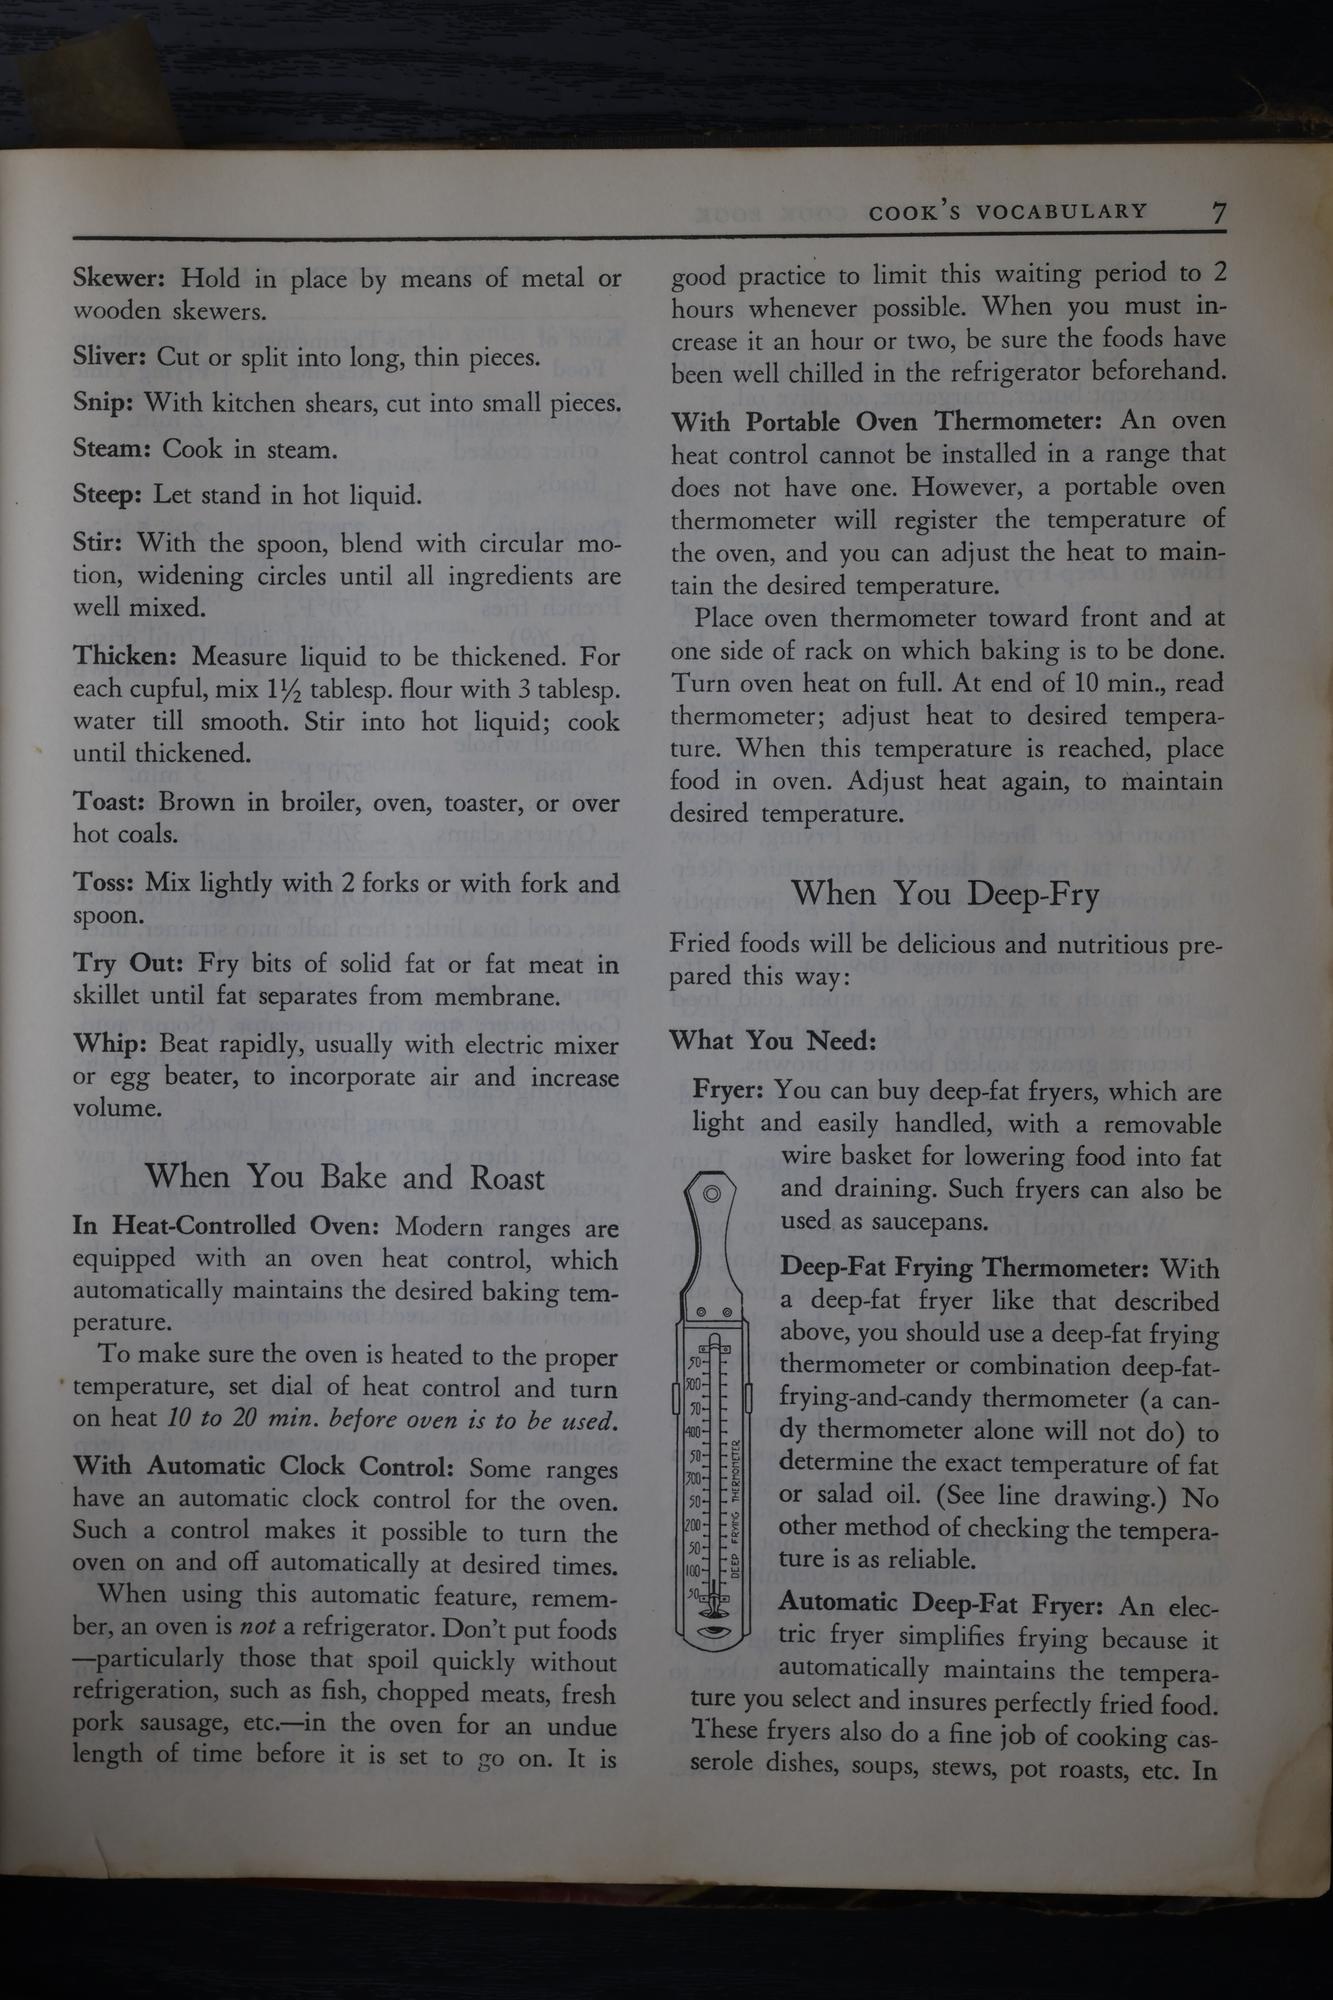 COOK'S VOCABULARY 7
Skewer: Hold in place by means of metal or
wooden skewers.
Sliver: Cut or split into long, thin pieces.
Snip: With kitchen shears, cut into small pieces.
Steam: Cook in steam.
Steep: Let stand in hot liquid.
Stir: With the spoon, blend with circular mo-
tion, widening circles until all ingredients are
well mixed.
Thicken: Measure liquid to be thickened. For
each cupful, mix 1½ tablesp. flour with 3 tablesp.
water till smooth. Stir into hot liquid; cook
until thickened.
Toast: Brown in broiler, oven, toaster, or over
hot coals.
Toss: Mix lightly with 2 forks or with fork and
spoon.
Try Out: Fry bits of solid fat or fat meat in
skillet until fat separates from membrane.
Whip: Beat rapidly, usually with electric mixer
or egg beater, to incorporate air and increase
volume.
When You Bake and Roast
In Heat-Controlled Oven: Modern ranges are
equipped with an oven heat control, which
automatically maintains the desired baking tem-
perature.
To make sure the oven is heated to the proper
temperature, set dial of heat control and turn
on heat 10 to 20 min. before oven is to be used.
With Automatic Clock Control: Some ranges
have an automatic clock control for the oven.
Such a control makes it possible to turn the
oven on and off automatically at desired times.
When using this automatic feature, remem-
ber, an oven is not a refrigerator. Don't put foods
—particularly those that spoil quickly without
refrigeration, such as fish, chopped meats, fresh
pork sausage, etc.—in the oven for an undue
length of time before it is set to go on. It is
good practice to limit this waiting period to 2
hours whenever possible. When you must in-
crease it an hour or two, be sure the foods have
been well chilled in the refrigerator beforehand.
With Portable Oven Thermometer: An oven
heat control cannot be installed in a range that
does not have one. However, a portable oven
thermometer will register the temperature of
the oven, and you can adjust the heat to main-
tain the desired temperature.
Place oven thermometer toward front and at
one side of rack on which baking is to be done.
Turn oven heat on full. At end of 10 min., read
thermometer; adjust heat to desired tempera-
ture. When this temperature is reached, place
food in oven. Adjust heat again, to maintain
desired temperature.
When You Deep-Fry
Fried foods will be delicious and nutritious pre-
pared this way:
What You Need:
Fryer: You can buy deep-fat fryers, which are
light and easily handled, with a removable
wire basket for lowering food into fat
and draining. Such fryers can also be
used as saucepans.
Deep-Fat Frying Thermometer: With
a deep-fat fryer like that described
above, you should use a deep-fat frying
thermometer or combination deep-fat-
frying-and-candy thermometer (a can-
dy thermometer alone will not do) to
determine the exact temperature of fat
or salad oil. (See line drawing.) No
other method of checking the tempera-
ture is as reliable.
Automatic Deep-Fat Fryer: An elec-
tric fryer simplifies frying because it
automatically maintains the tempera-
ture you select and insures perfectly fried food.
These fryers also do a fine job of cooking cas-
serole dishes, soups, stews, pot roasts, etc. In
50
500
50
400
50
300
50
200
50
100
50
DEEP FRYING THERMOMETER